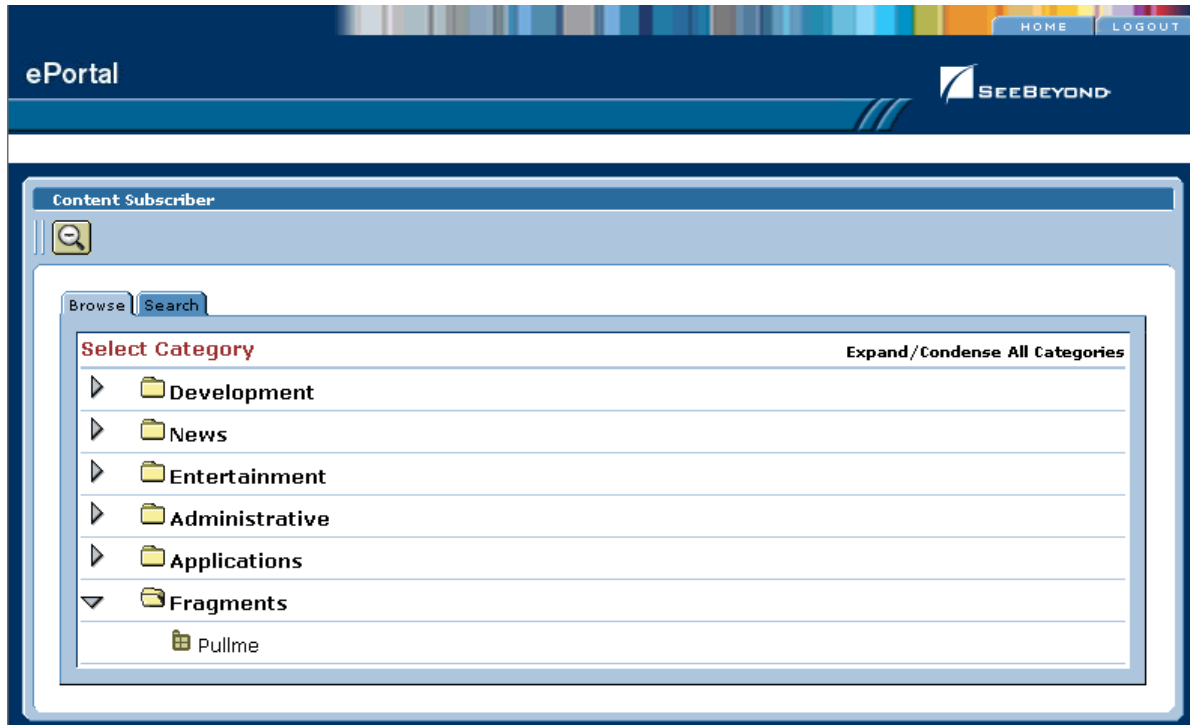 HOME LOGOUT
ePortal
SEEBEYOND
Content Subscriber
Browse Search
Select Category Expand/Condense All Categories
Development
News
Entertainment
Administrative
Applications
Fragments
Pullme